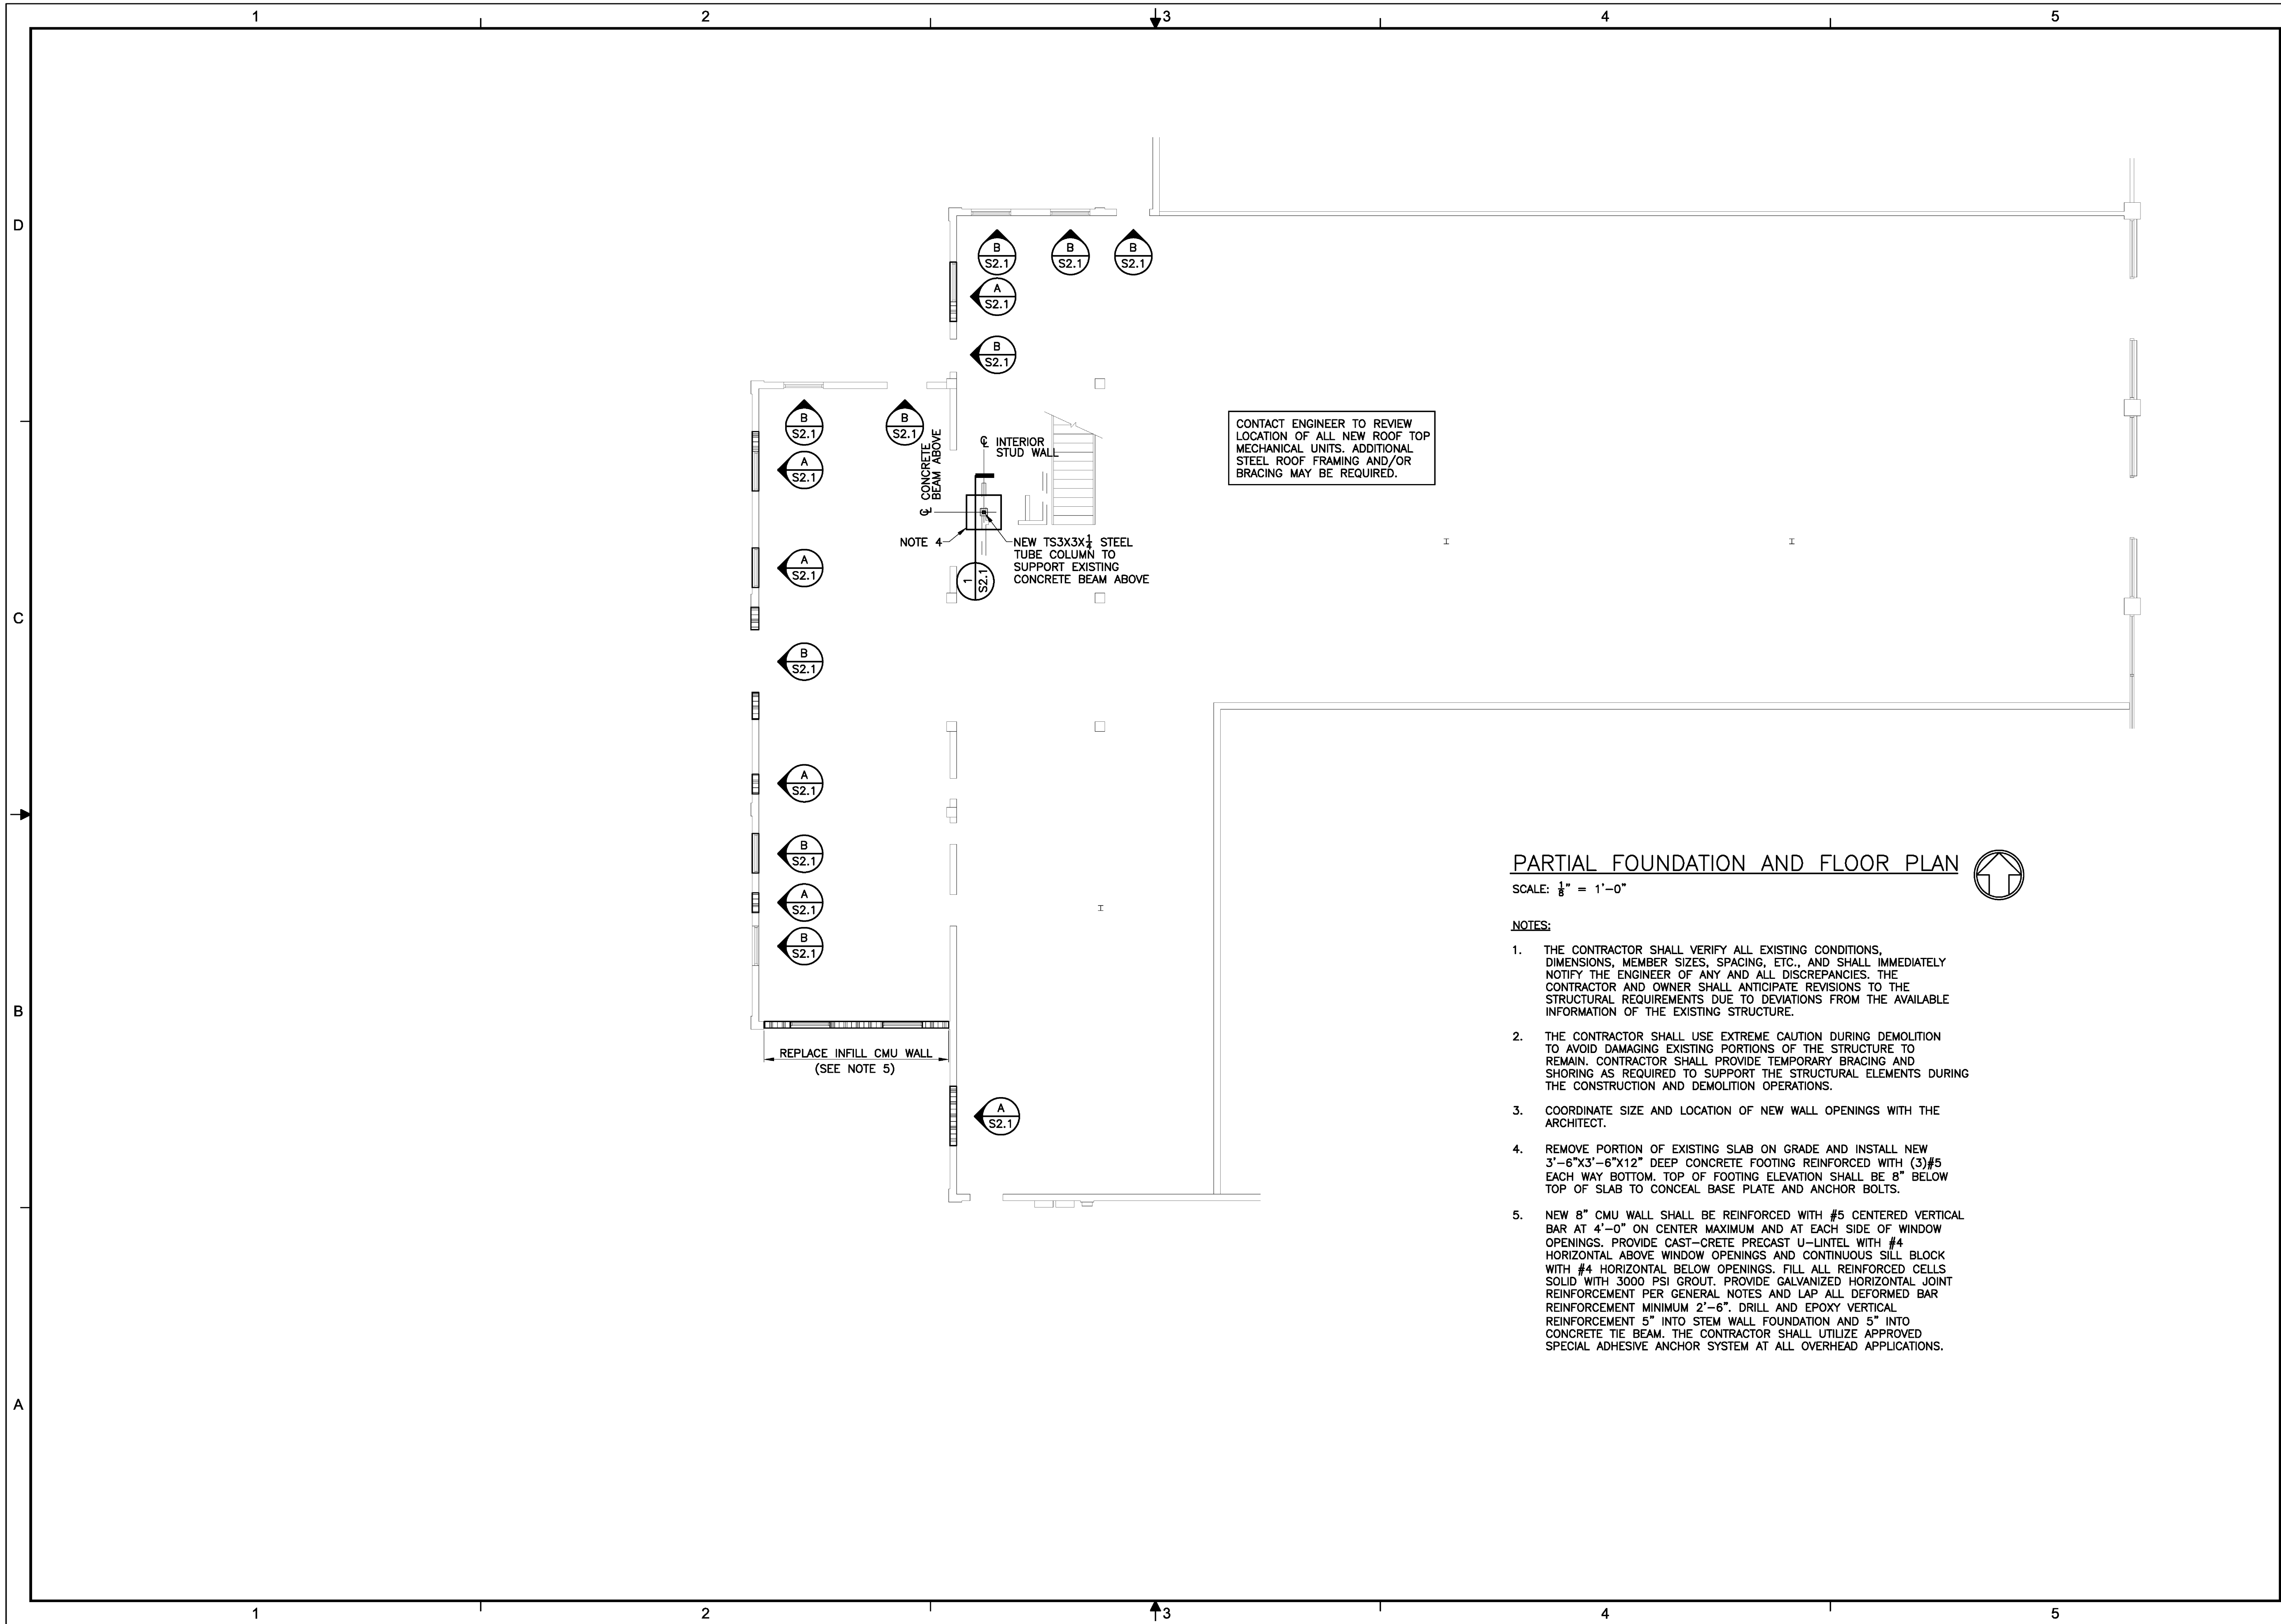 1 2 3 4 5
D
C
B
A
B
S2.1
B
S2.1
B
S2.1
A
S2.1
B
S2.1
B
S2.1
B
S2.1
A
S2.1
℄ CONCRETE
BEAM ABOVE
℄ INTERIOR
STUD WALL
CONTACT ENGINEER TO REVIEW
LOCATION OF ALL NEW ROOF TOP
MECHANICAL UNITS. ADDITIONAL
STEEL ROOF FRAMING AND/OR
BRACING MAY BE REQUIRED.
NOTE 4
NEW TS3X3X1/4 STEEL
TUBE COLUMN TO
SUPPORT EXISTING
CONCRETE BEAM ABOVE
1
S2.1
A
S2.1
B
S2.1
A
S2.1
B
S2.1
A
S2.1
B
S2.1
REPLACE INFILL CMU WALL
(SEE NOTE 5)
A
S2.1
PARTIAL FOUNDATION AND FLOOR PLAN
SCALE: 1/8" = 1'-0"
NOTES:
1. THE CONTRACTOR SHALL VERIFY ALL EXISTING CONDITIONS,
DIMENSIONS, MEMBER SIZES, SPACING, ETC., AND SHALL IMMEDIATELY
NOTIFY THE ENGINEER OF ANY AND ALL DISCREPANCIES. THE
CONTRACTOR AND OWNER SHALL ANTICIPATE REVISIONS TO THE
STRUCTURAL REQUIREMENTS DUE TO DEVIATIONS FROM THE AVAILABLE
INFORMATION OF THE EXISTING STRUCTURE.
2. THE CONTRACTOR SHALL USE EXTREME CAUTION DURING DEMOLITION
TO AVOID DAMAGING EXISTING PORTIONS OF THE STRUCTURE TO
REMAIN. CONTRACTOR SHALL PROVIDE TEMPORARY BRACING AND
SHORING AS REQUIRED TO SUPPORT THE STRUCTURAL ELEMENTS DURING
THE CONSTRUCTION AND DEMOLITION OPERATIONS.
3. COORDINATE SIZE AND LOCATION OF NEW WALL OPENINGS WITH THE
ARCHITECT.
4. REMOVE PORTION OF EXISTING SLAB ON GRADE AND INSTALL NEW
3'-6"X3'-6"X12" DEEP CONCRETE FOOTING REINFORCED WITH (3)#5
EACH WAY BOTTOM. TOP OF FOOTING ELEVATION SHALL BE 8" BELOW
TOP OF SLAB TO CONCEAL BASE PLATE AND ANCHOR BOLTS.
5. NEW 8" CMU WALL SHALL BE REINFORCED WITH #5 CENTERED VERTICAL
BAR AT 4'-0" ON CENTER MAXIMUM AND AT EACH SIDE OF WINDOW
OPENINGS. PROVIDE CAST-CRETE PRECAST U-LINTEL WITH #4
HORIZONTAL ABOVE WINDOW OPENINGS AND CONTINUOUS SILL BLOCK
WITH #4 HORIZONTAL BELOW OPENINGS. FILL ALL REINFORCED CELLS
SOLID WITH 3000 PSI GROUT. PROVIDE GALVANIZED HORIZONTAL JOINT
REINFORCEMENT PER GENERAL NOTES AND LAP ALL DEFORMED BAR
REINFORCEMENT MINIMUM 2'-6". DRILL AND EPOXY VERTICAL
REINFORCEMENT 5" INTO STEM WALL FOUNDATION AND 5" INTO
CONCRETE TIE BEAM. THE CONTRACTOR SHALL UTILIZE APPROVED
SPECIAL ADHESIVE ANCHOR SYSTEM AT ALL OVERHEAD APPLICATIONS.
1 2 3 4 5